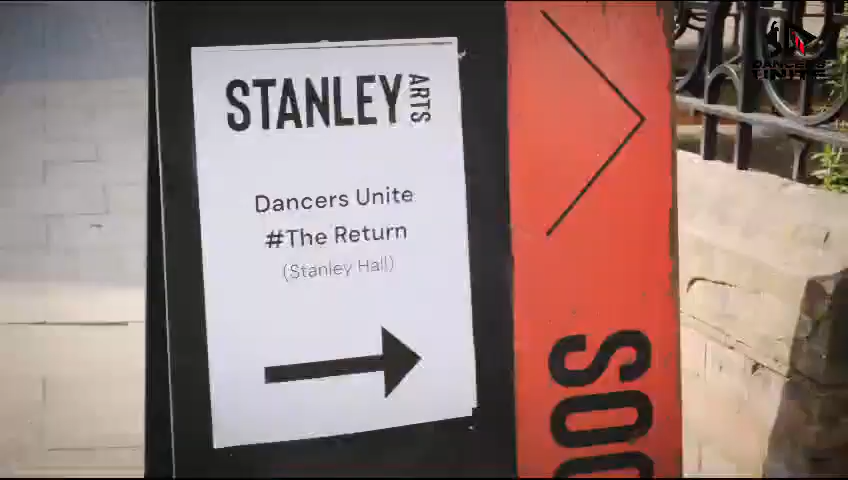 STANLEY ARTS
Dancers Unite
#The Return
(Stanley Hall)
DANCERS
UNITE